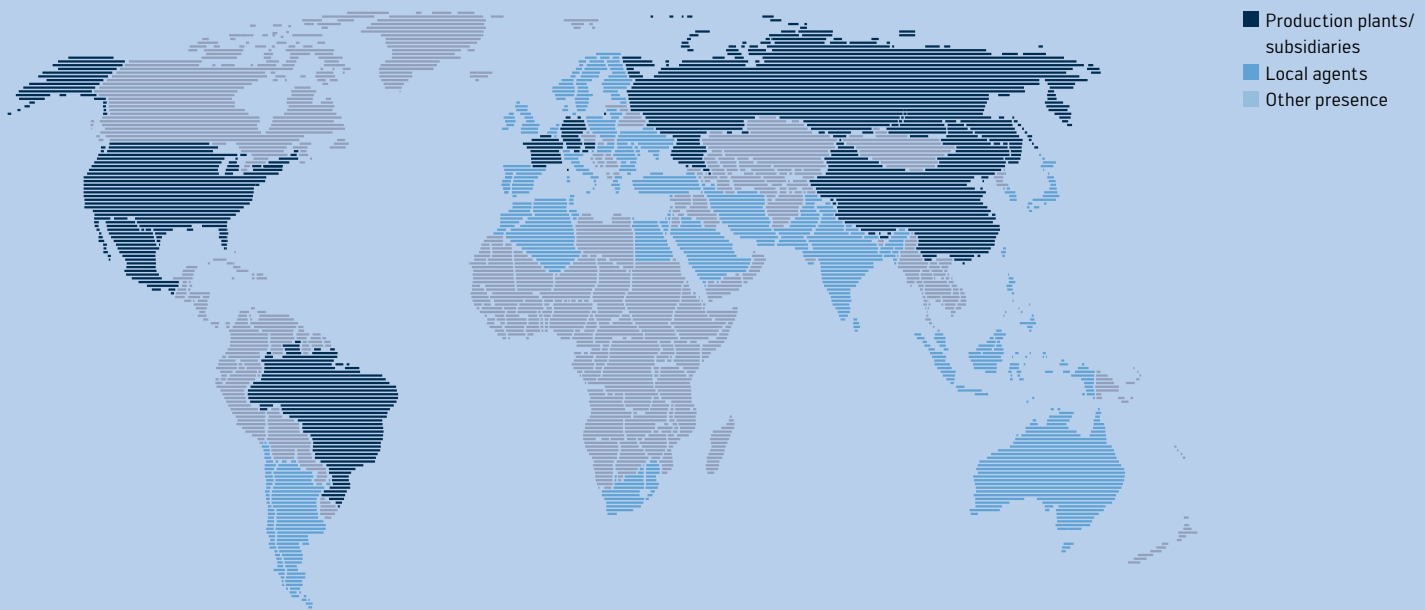 Production plants/
subsidiaries
Local agents
Other presence